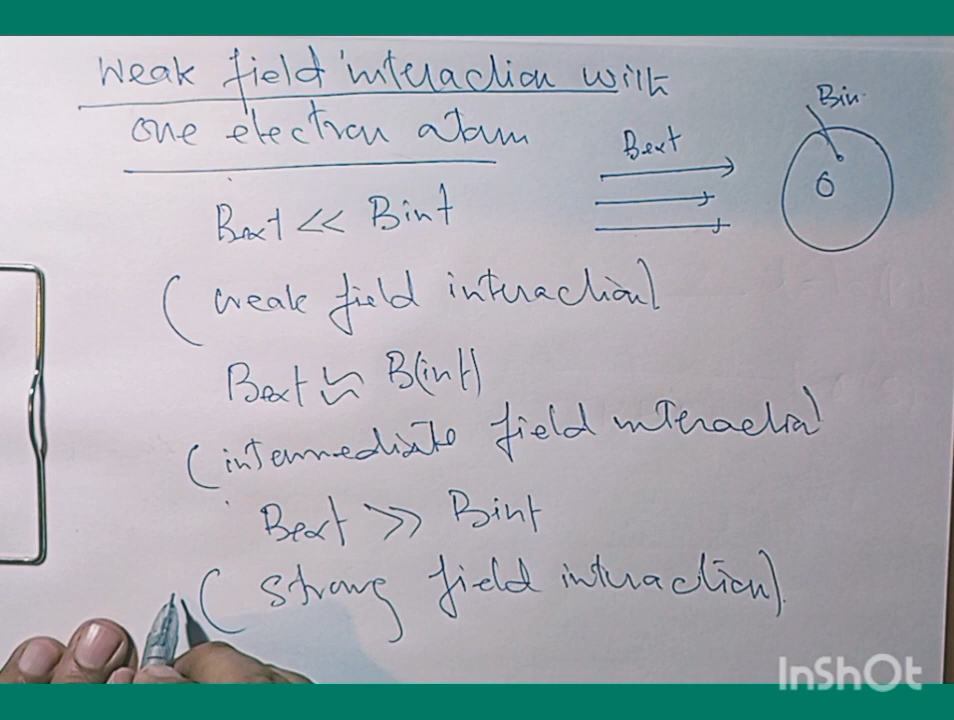 Weak field interaction with
one electron atom
Bin
Bext
Bext << Bint
(weak field interaction)
Bext ≃ B(int)
(intermediate field interaction)
Bext >> Bint
(strong field interaction).
InShOt